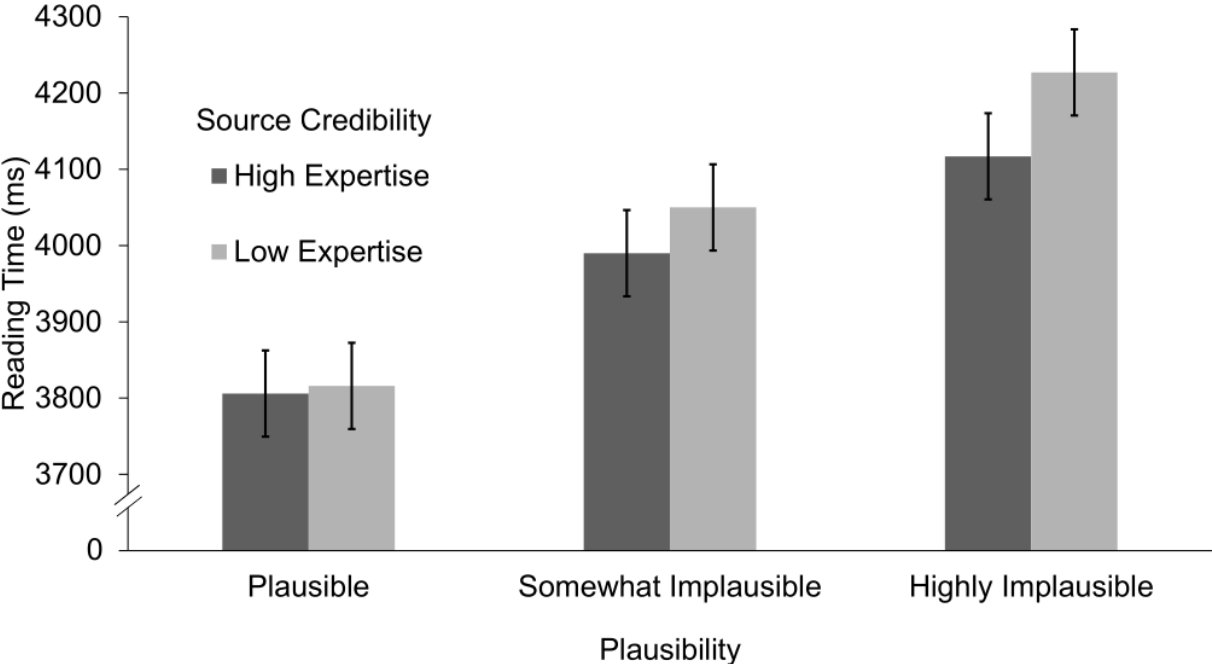 4300
4200
4100
4000
3900
3800
3700
0
Reading Time (ms)
Source Credibility
High Expertise
Low Expertise
Plausible
Somewhat Implausible
Highly Implausible
Plausibility